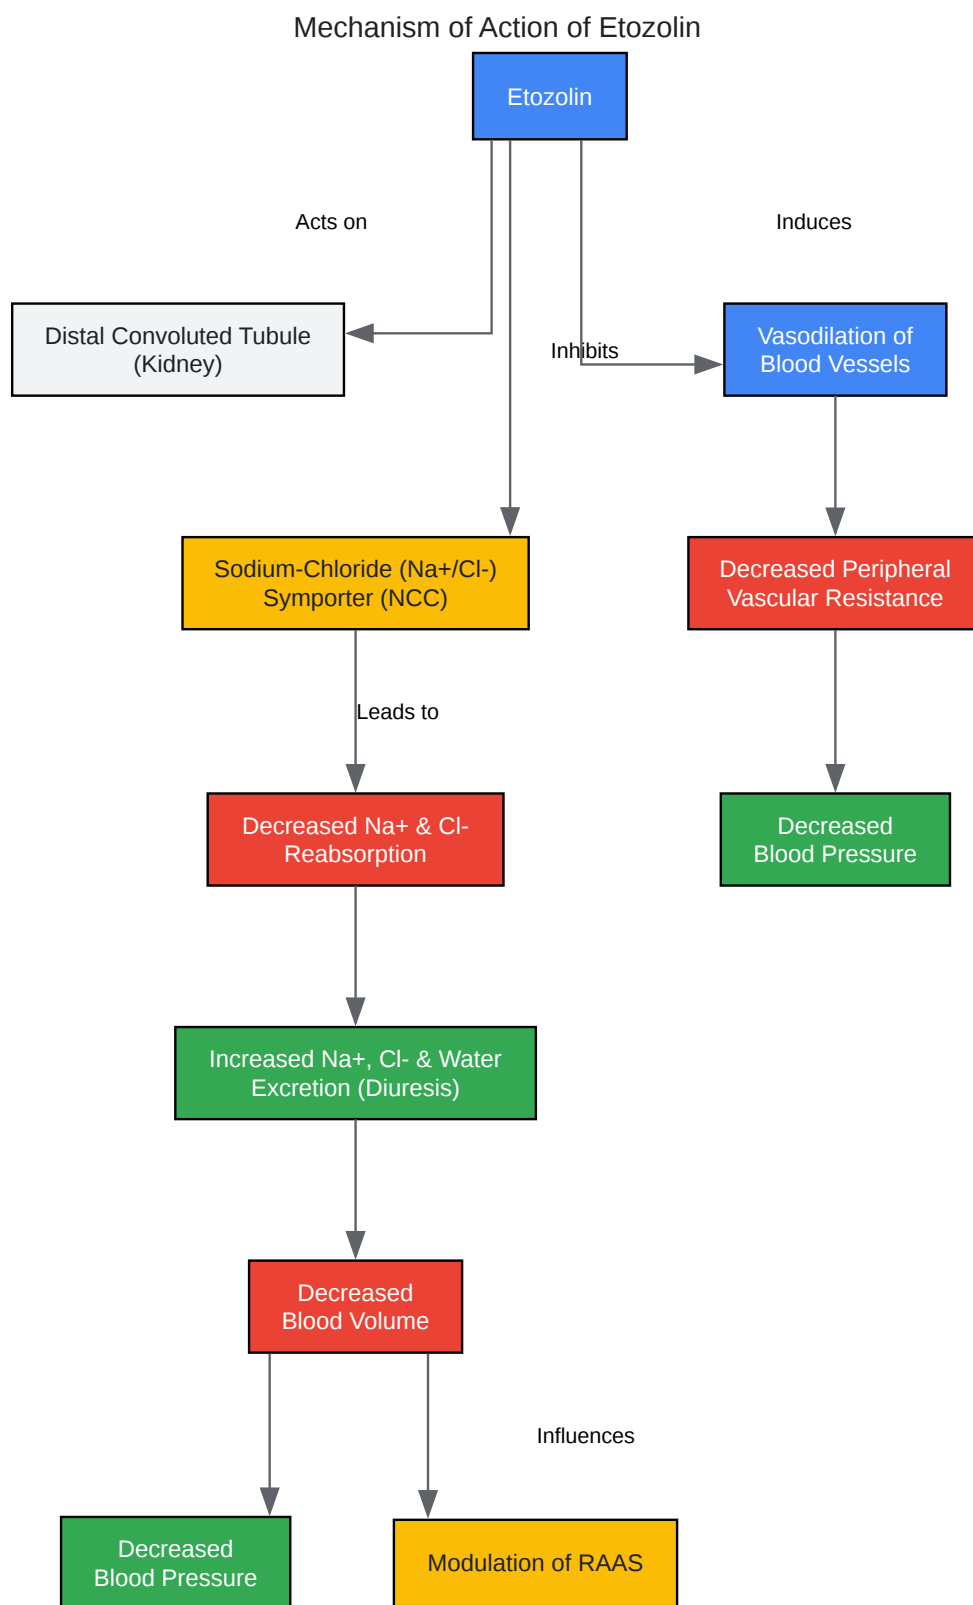 Mechanism of Action of Etozolin
Etozolin
Acts on
Induces
Distal Convoluted Tubule
(Kidney)
Inhibits
Vasodilation of
Blood Vessels
Sodium-Chloride (Na+/Cl-)
Symporter (NCC)
Decreased Peripheral
Vascular Resistance
Leads to
Decreased Na+ & Cl-
Reabsorption
Decreased
Blood Pressure
Increased Na+, Cl- & Water
Excretion (Diuresis)
Decreased
Blood Volume
Influences
Decreased
Blood Pressure
Modulation of RAAS